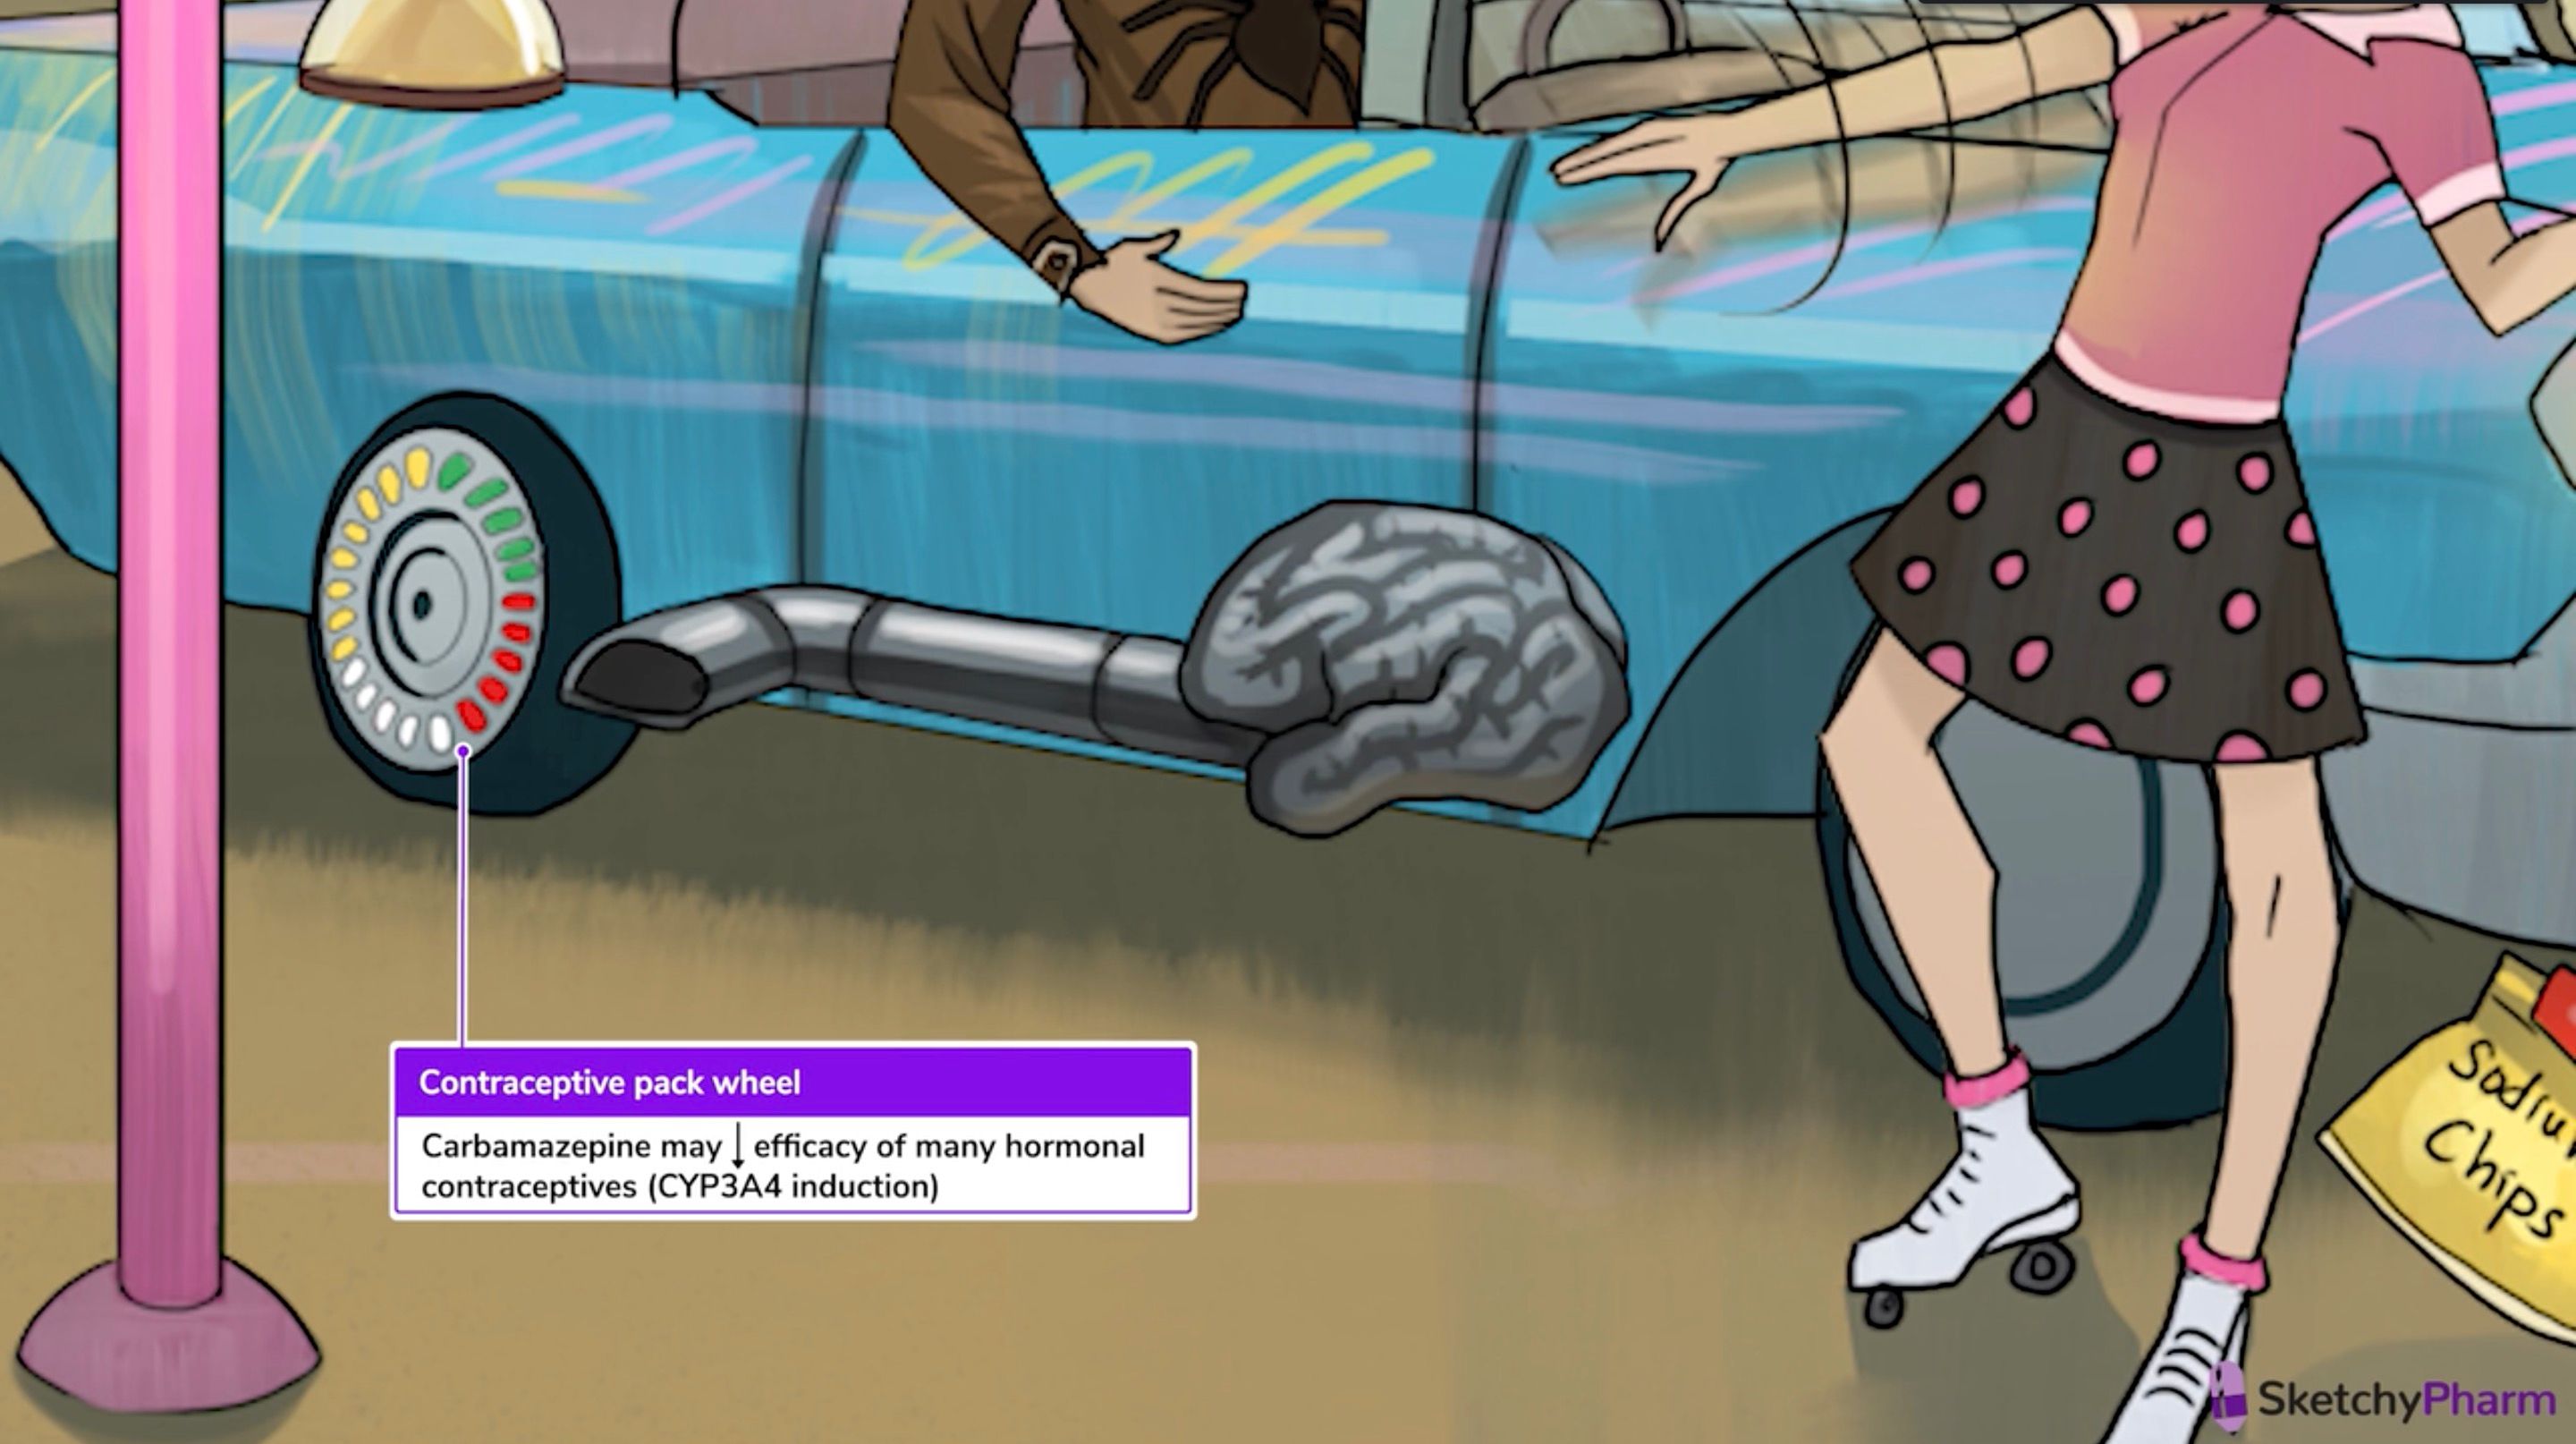 Contraceptive pack wheel
Carbamazepine may ↓ efficacy of many hormonal
contraceptives (CYP3A4 induction)
Chips
SketchyPharm